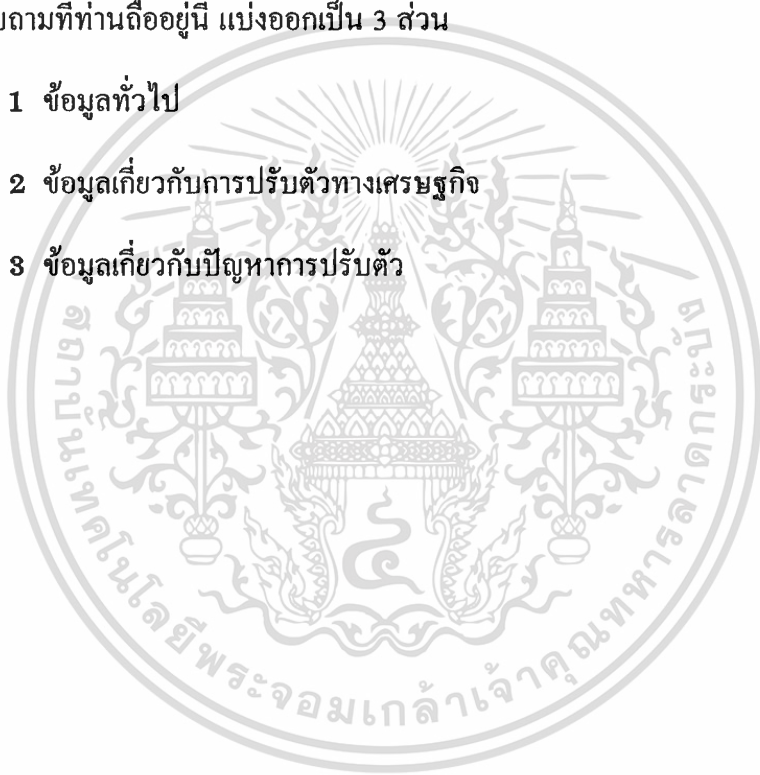 บถามที่ท่านถืออยู่นี้ แบ่งออกเป็น 3 ส่วน
1 ข้อมูลทั่วไป
2 ข้อมูลเกี่ยวกับการปรับตัวทางเศรษฐกิจ
3 ข้อมูลเกี่ยวกับปัญหาการปรับตัว
สถาบันเทคโนโลยีพระจอมเกล้าเจ้าคุณทหารลาดกระบัง